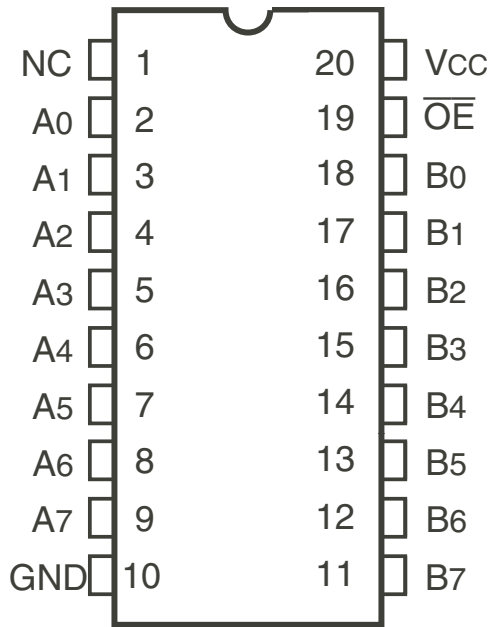 NC 1 20 VCC
A0 2 19 O̅E̅
A1 3 18 B0
A2 4 17 B1
A3 5 16 B2
A4 6 15 B3
A5 7 14 B4
A6 8 13 B5
A7 9 12 B6
GND 10 11 B7